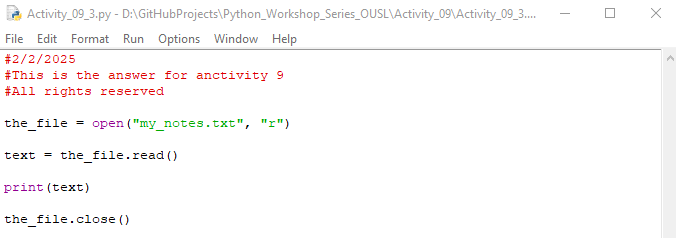 Activity_09_3.py - D:\GitHubProjects\Python_Workshop_Series_OUSL\Activity_09\Activity_09_3....
File Edit Format Run Options Window Help
#2/2/2025
#This is the answer for anctivity 9
#All rights reserved
the_file = open("my_notes.txt", "r")
text = the_file.read()
print(text)
the_file.close()